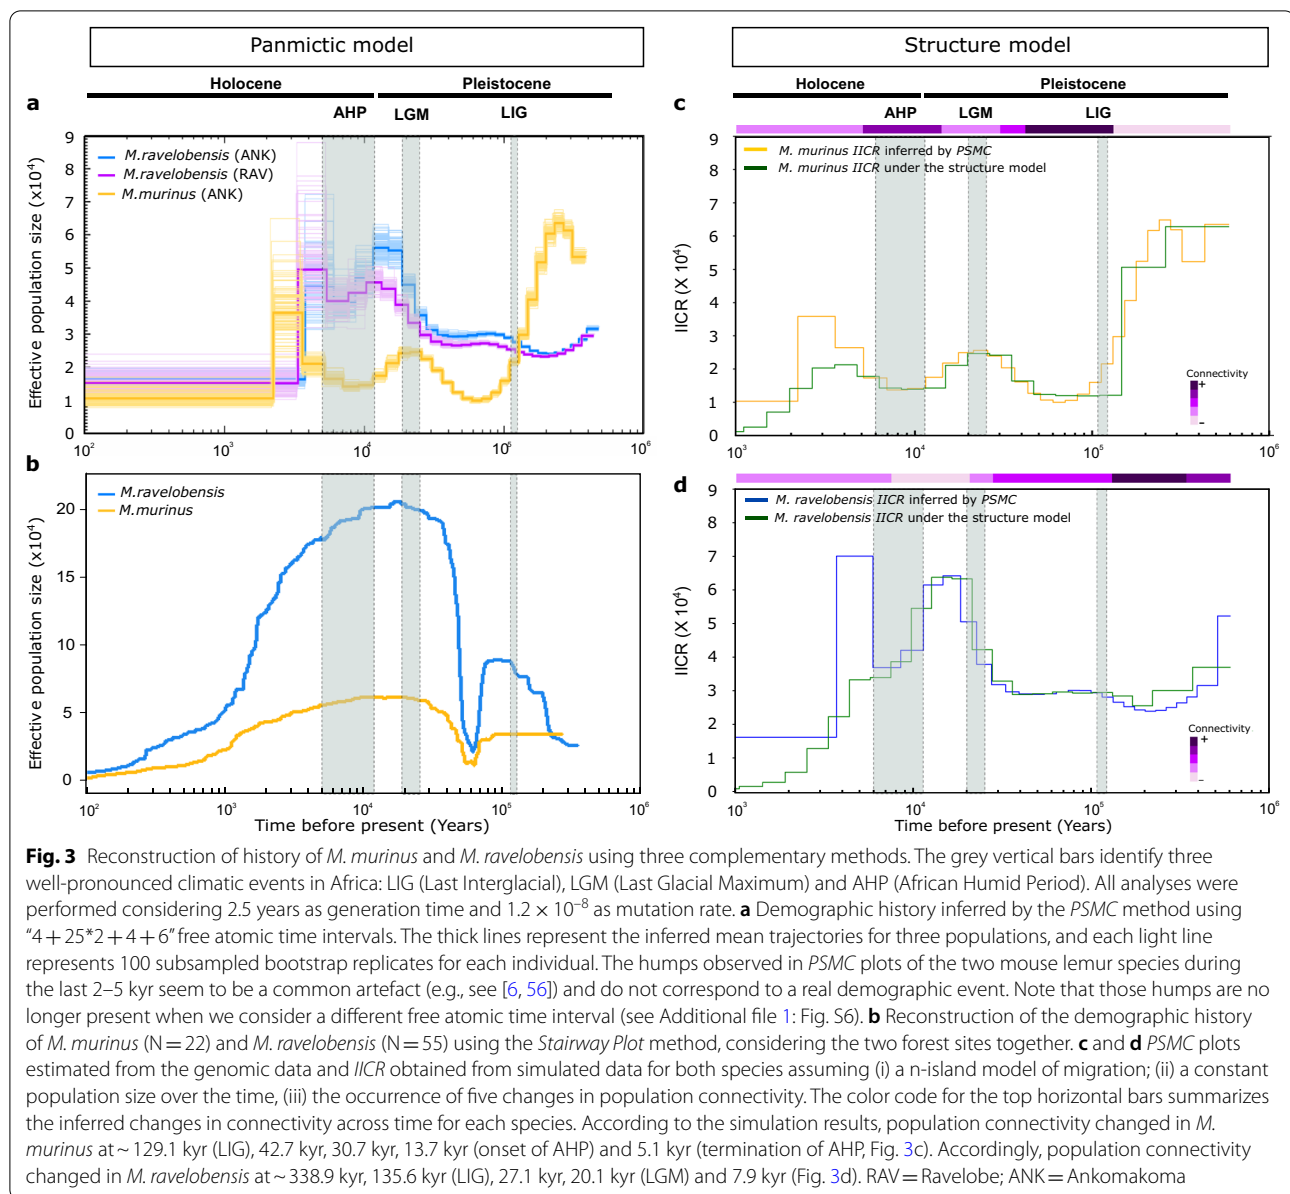 Panmictic model
Structure model
Holocene Pleistocene
a
AHP LGM LIG
Effective population size (x10⁴)
9
8
7
6
5
4
3
2
1
0
M.ravelobensis (ANK)
M.ravelobensis (RAV)
M.murinus (ANK)
10² 10³ 10⁴ 10⁵ 10⁶
b
Effective population size (x10⁴)
20
15
10
5
0
M.ravelobensis
M.murinus
10² 10³ 10⁴ 10⁵ 10⁶
Time before present (Years)
Holocene Pleistocene
c
AHP LGM LIG
IICR (X 10⁴)
9
8
7
6
5
4
3
2
1
0
M. murinus IICR inferred by PSMC
M. murinus IICR under the structure model
Connectivity
+
–
10³ 10⁴ 10⁵ 10⁶
d
IICR (X 10⁴)
9
8
7
6
5
4
3
2
1
0
M. ravelobensis IICR inferred by PSMC
M. ravelobensis IICR under the structure model
Connectivity
+
–
10³ 10⁴ 10⁵ 10⁶
Time before present (Years)
Fig. 3 Reconstruction of history of M. murinus and M. ravelobensis using three complementary methods. The grey vertical bars identify three
well-pronounced climatic events in Africa: LIG (Last Interglacial), LGM (Last Glacial Maximum) and AHP (African Humid Period). All analyses were
performed considering 2.5 years as generation time and 1.2 × 10⁻⁸ as mutation rate. a Demographic history inferred by the PSMC method using
“4 + 25*2 + 4 + 6” free atomic time intervals. The thick lines represent the inferred mean trajectories for three populations, and each light line
represents 100 subsampled bootstrap replicates for each individual. The humps observed in PSMC plots of the two mouse lemur species during
the last 2–5 kyr seem to be a common artefact (e.g., see [6, 56]) and do not correspond to a real demographic event. Note that those humps are no
longer present when we consider a different free atomic time interval (see Additional file 1: Fig. S6). b Reconstruction of the demographic history
of M. murinus (N = 22) and M. ravelobensis (N = 55) using the Stairway Plot method, considering the two forest sites together. c and d PSMC plots
estimated from the genomic data and IICR obtained from simulated data for both species assuming (i) a n-island model of migration; (ii) a constant
population size over the time, (iii) the occurrence of five changes in population connectivity. The color code for the top horizontal bars summarizes
the inferred changes in connectivity across time for each species. According to the simulation results, population connectivity changed in M.
murinus at ~ 129.1 kyr (LIG), 42.7 kyr, 30.7 kyr, 13.7 kyr (onset of AHP) and 5.1 kyr (termination of AHP, Fig. 3c). Accordingly, population connectivity
changed in M. ravelobensis at ~ 338.9 kyr, 135.6 kyr (LIG), 27.1 kyr, 20.1 kyr (LGM) and 7.9 kyr (Fig. 3d). RAV = Ravelobe; ANK = Ankomakoma